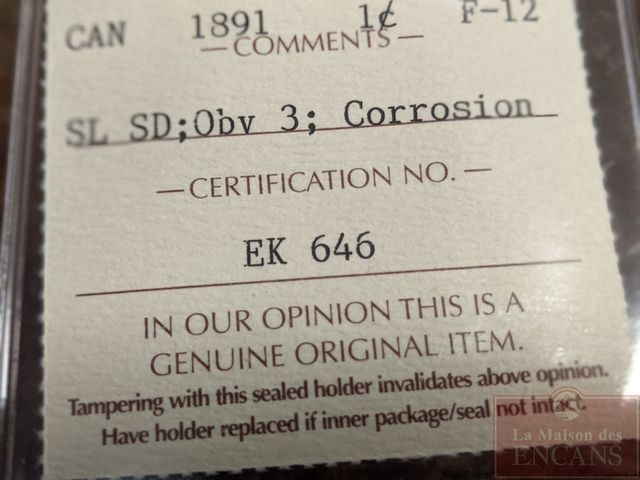 CAN 1891 1¢ F-12
—COMMENTS—
SL SD;Obv 3; Corrosion
—CERTIFICATION NO.—
EK 646
IN OUR OPINION THIS IS A
GENUINE ORIGINAL ITEM.
Tampering with this sealed holder invalidates above opinion.
Have holder replaced if inner package/seal not intact.
La Maison des
ENCANS